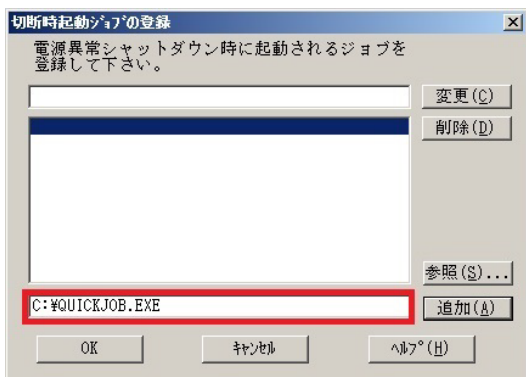 切断時起動ｼﾞｮﾌﾞの登録
電源異常シャットダウン時に起動されるジョブを
登録して下さい。
変更(C)
削除(D)
参照(S)...
C:¥QUICKJOB.EXE
追加(A)
OK
ｷｬﾝｾﾙ
ﾍﾙﾌﾟ(H)